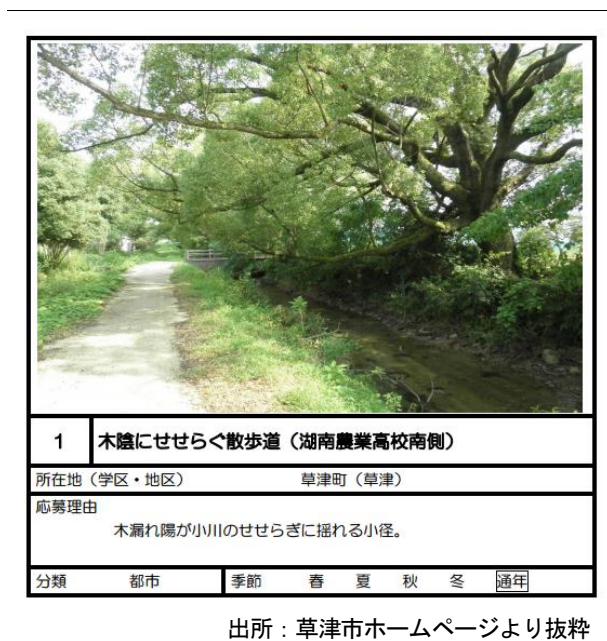 1 木陰にせせらぐ散歩道（湖南農業高校南側）
所在地（学区・地区） 草津町（草津）
応募理由
木漏れ陽が小川のせせらぎに揺れる小径。
分類 都市 季節 春 夏 秋 冬 通年
出所：草津市ホームページより抜粋